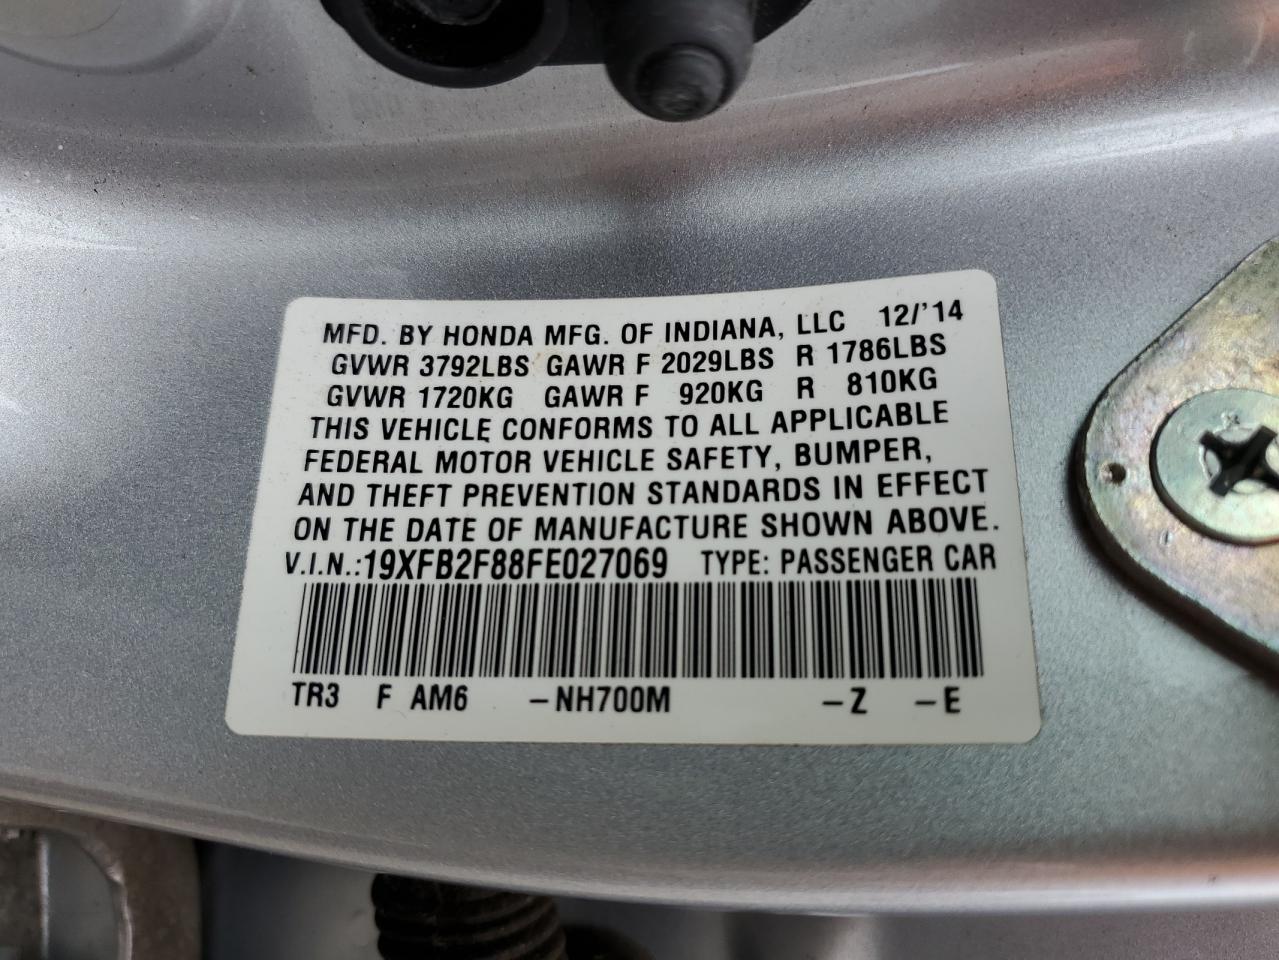 MFD. BY HONDA MFG. OF INDIANA, LLC 12/'14
GVWR 3792LBS GAWR F 2029LBS R 1786LBS
GVWR 1720KG GAWR F 920KG R 810KG
THIS VEHICLE CONFORMS TO ALL APPLICABLE
FEDERAL MOTOR VEHICLE SAFETY, BUMPER,
AND THEFT PREVENTION STANDARDS IN EFFECT
ON THE DATE OF MANUFACTURE SHOWN ABOVE.
V.I.N.:19XFB2F88FE027069 TYPE: PASSENGER CAR
TR3 F AM6 -NH700M -Z -E